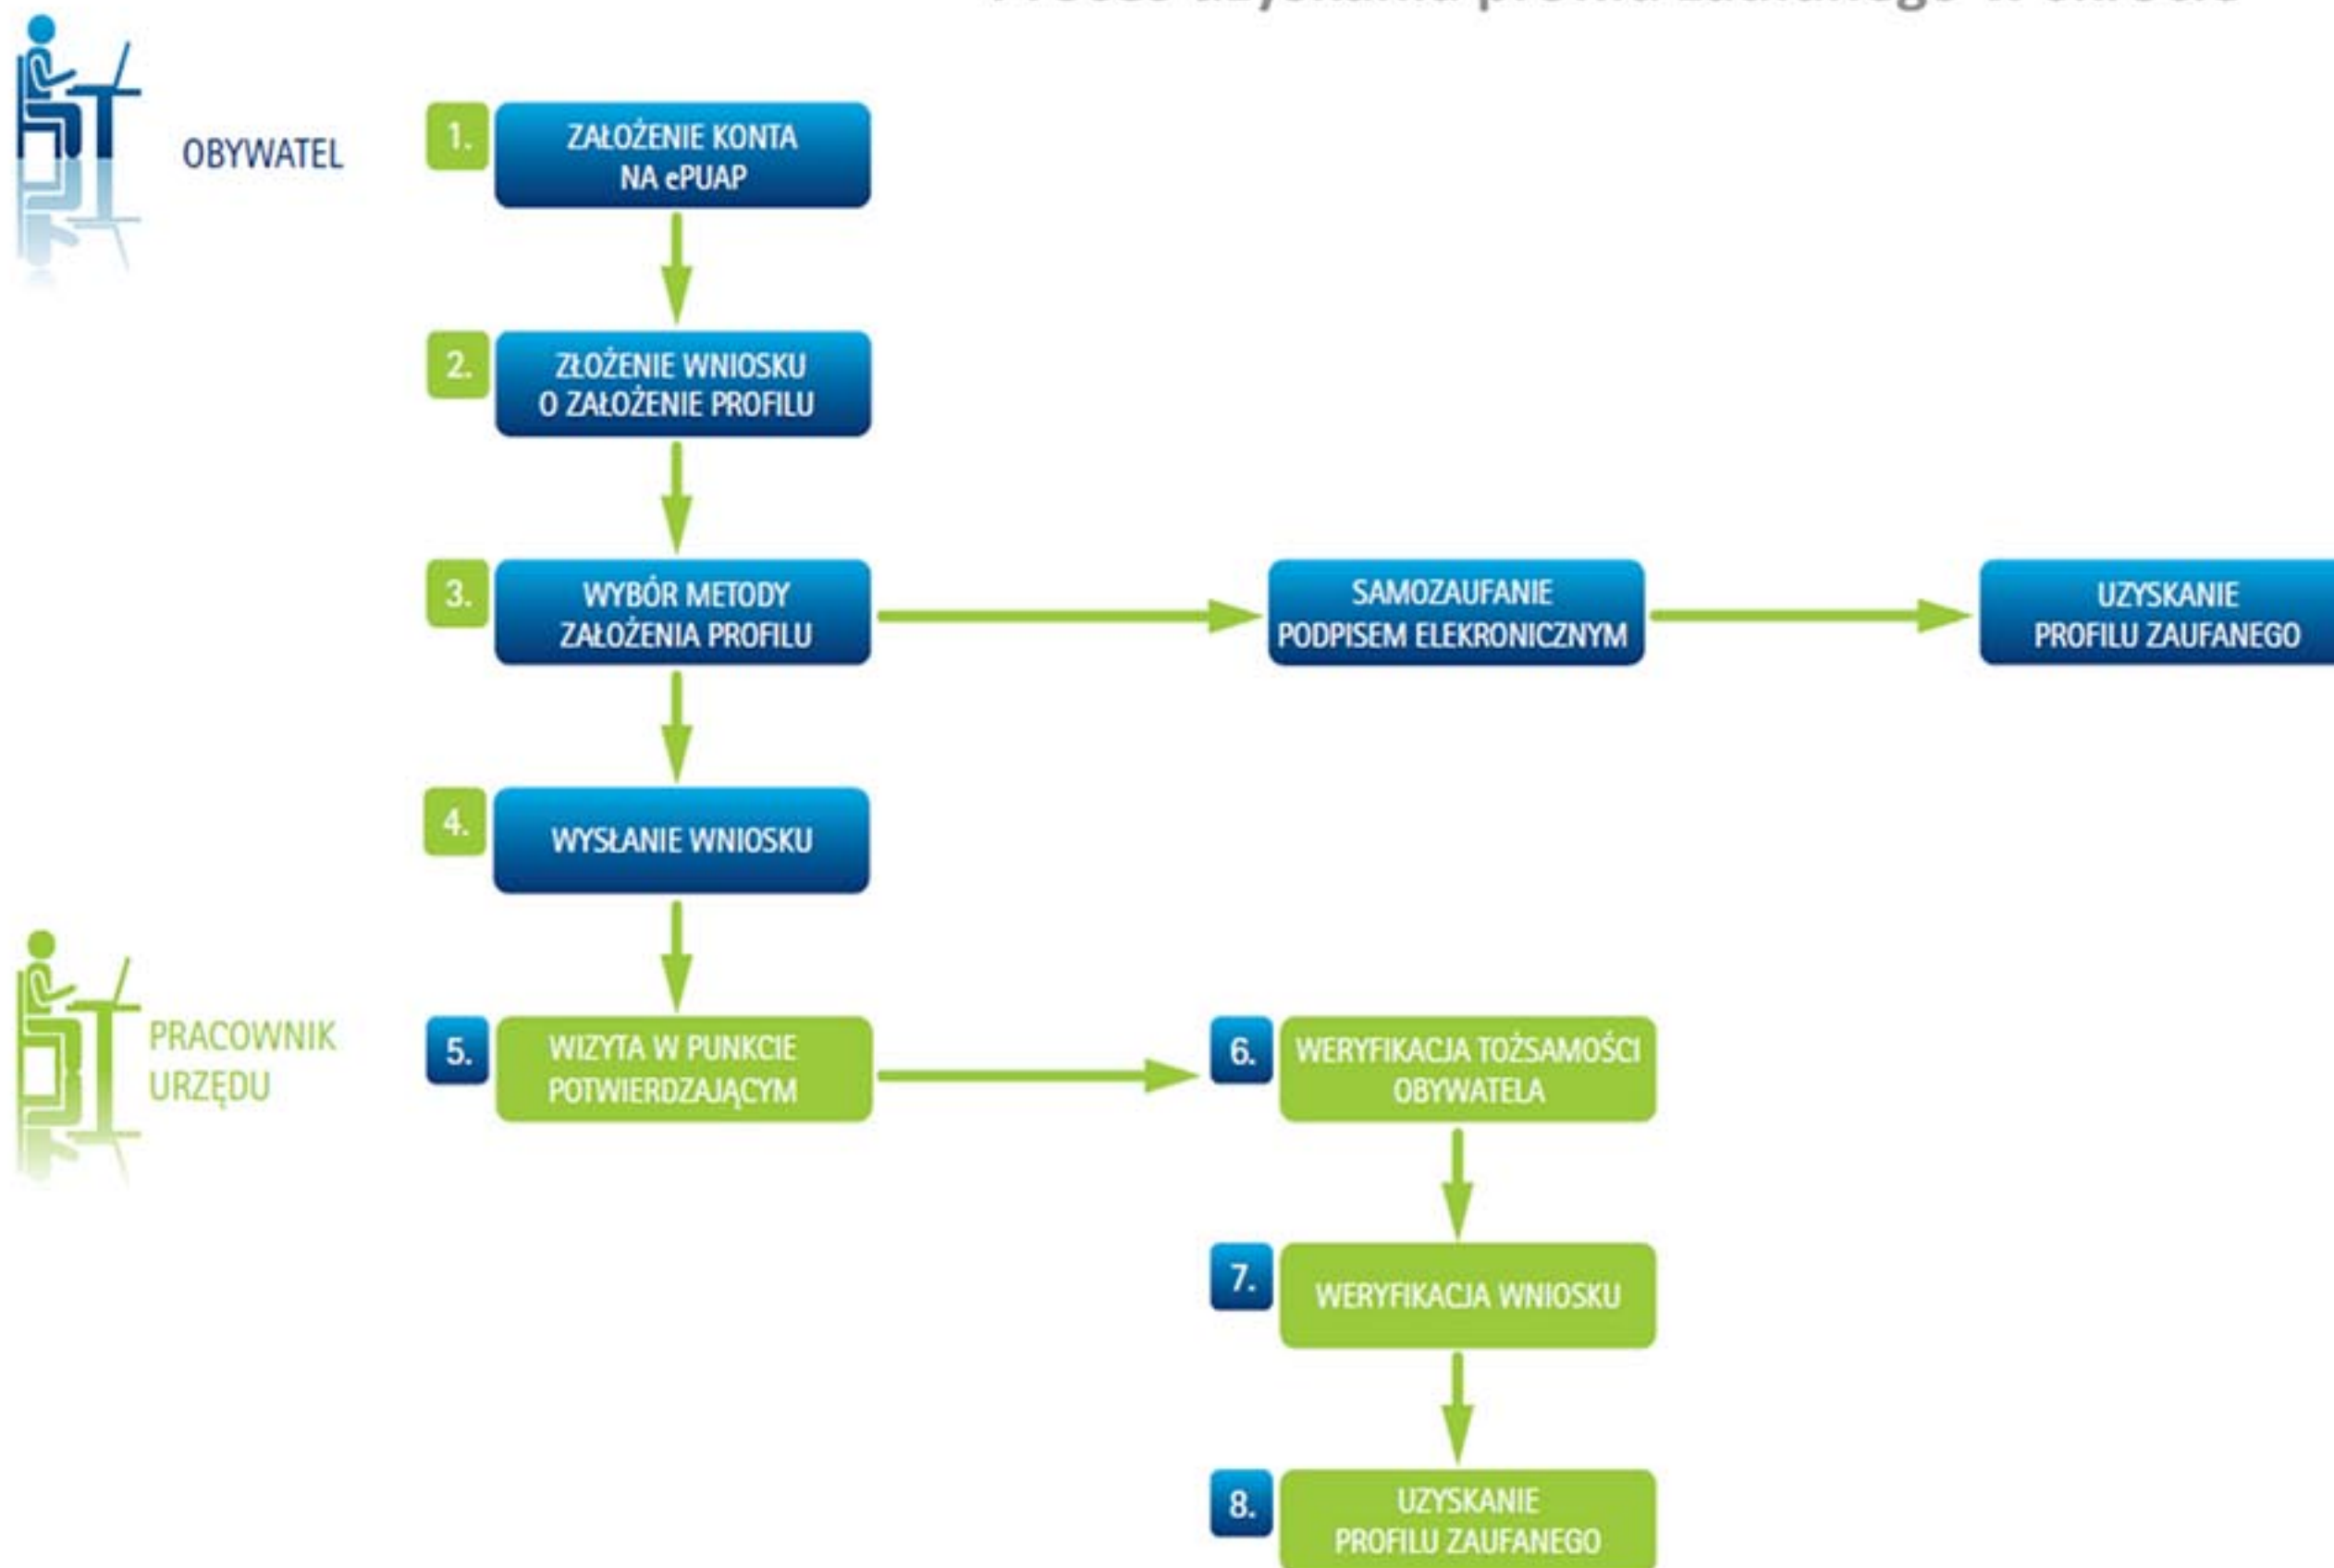 OBYWATEL
1.
ZAŁOŻENIE KONTA
NA ePUAP
2.
ZŁOŻENIE WNIOSKU
O ZAŁOŻENIE PROFILU
3.
WYBÓR METODY
ZAŁOŻENIA PROFILU
SAMOZAUFANIE
PODPISEM ELEKRONICZNYM
UZYSKANIE
PROFILU ZAUFANEGO
4.
WYSŁANIE WNIOSKU
PRACOWNIK
URZĘDU
5.
WIZYTA W PUNKCIE
POTWIERDZAJĄCYM
6.
WERYFIKACJA TOŻSAMOŚCI
OBYWATELA
7.
WERYFIKACJA WNIOSKU
8.
UZYSKANIE
PROFILU ZAUFANEGO